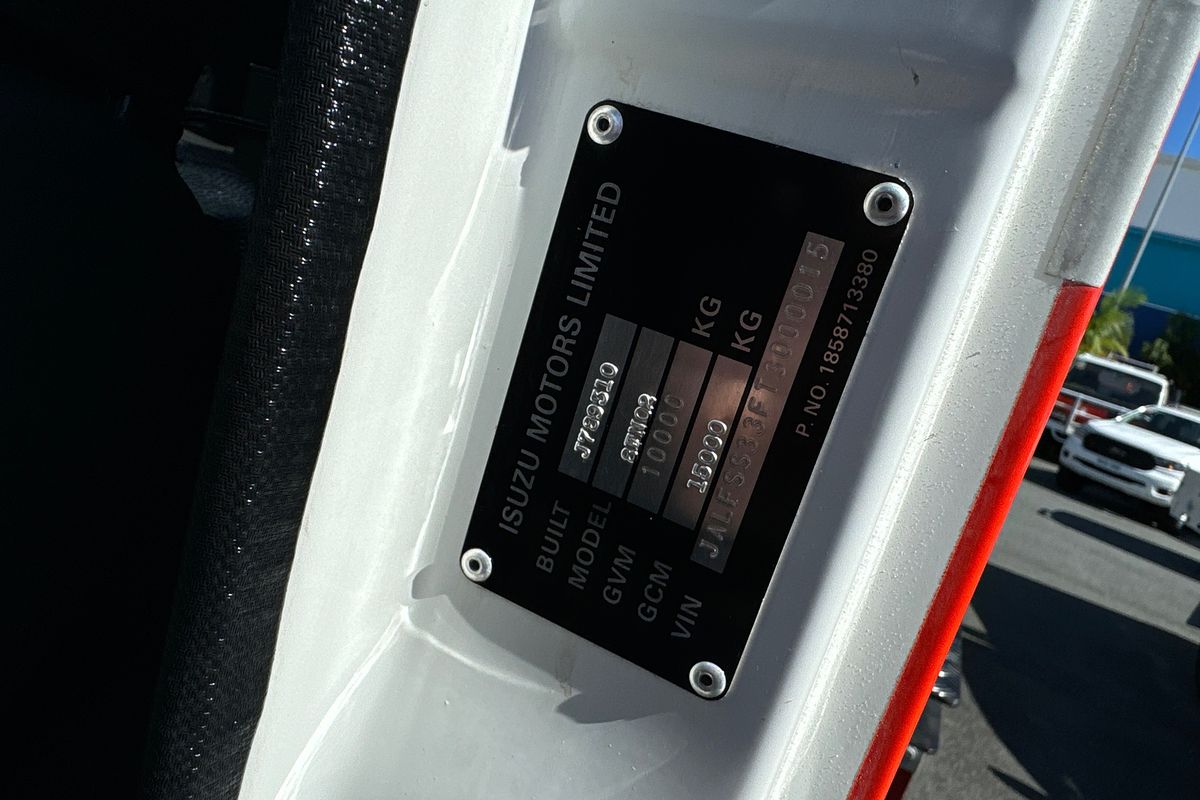 ISUZU MOTORS LIMITED
BUILT J789310
MODEL
GVM 10000 KG
GCM 15000 KG
VIN JALFSS33FT3000015
P. NO. 1858713380